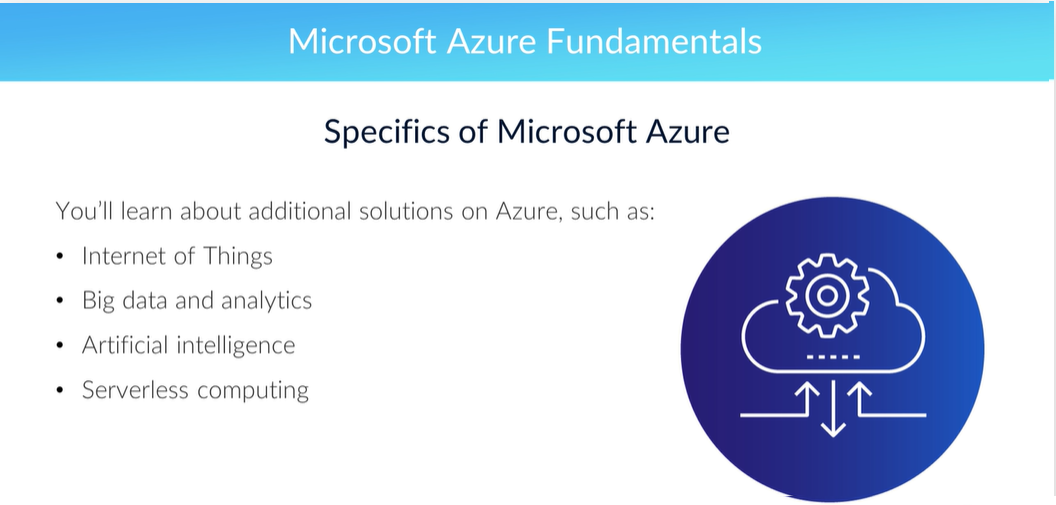 Microsoft Azure Fundamentals
Specifics of Microsoft Azure
You’ll learn about additional solutions on Azure, such as:
• Internet of Things
• Big data and analytics
• Artificial intelligence
• Serverless computing